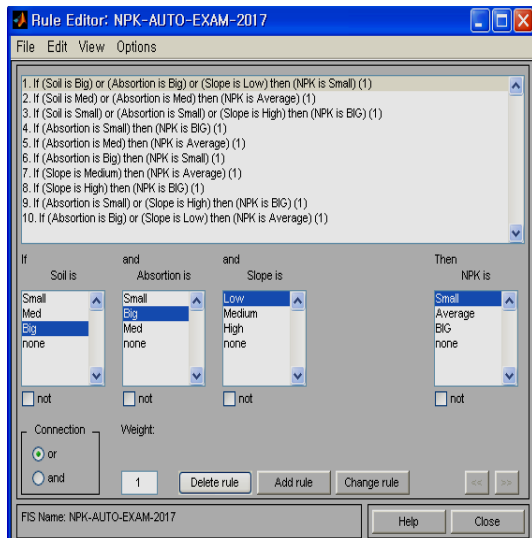 Rule Editor: NPK-AUTO-EXAM-2017
File Edit View Options
1. If (Soil is Big) or (Absortion is Big) or (Slope is Low) then (NPK is Small) (1)
2. If (Soil is Med) or (Absortion is Med) then (NPK is Average) (1)
3. If (Soil is Small) or (Absortion is Small) or (Slope is High) then (NPK is BIG) (1)
4. If (Absortion is Small) then (NPK is BIG) (1)
5. If (Absortion is Med) then (NPK is Average) (1)
6. If (Absortion is Big) then (NPK is Small) (1)
7. If (Slope is Medium) then (NPK is Average) (1)
8. If (Slope is High) then (NPK is BIG) (1)
9. If (Absortion is Small) or (Slope is High) then (NPK is BIG) (1)
10. If (Absortion is Big) or (Slope is Low) then (NPK is Average) (1)
If and and Then
Soil is Absortion is Slope is NPK is
Small Small Low Small
Med Big Medium Average
Big Med High BIG
none none none none
not not not not
Connection Weight:
or
and 1 Delete rule Add rule Change rule << >>
FIS Name: NPK-AUTO-EXAM-2017 Help Close